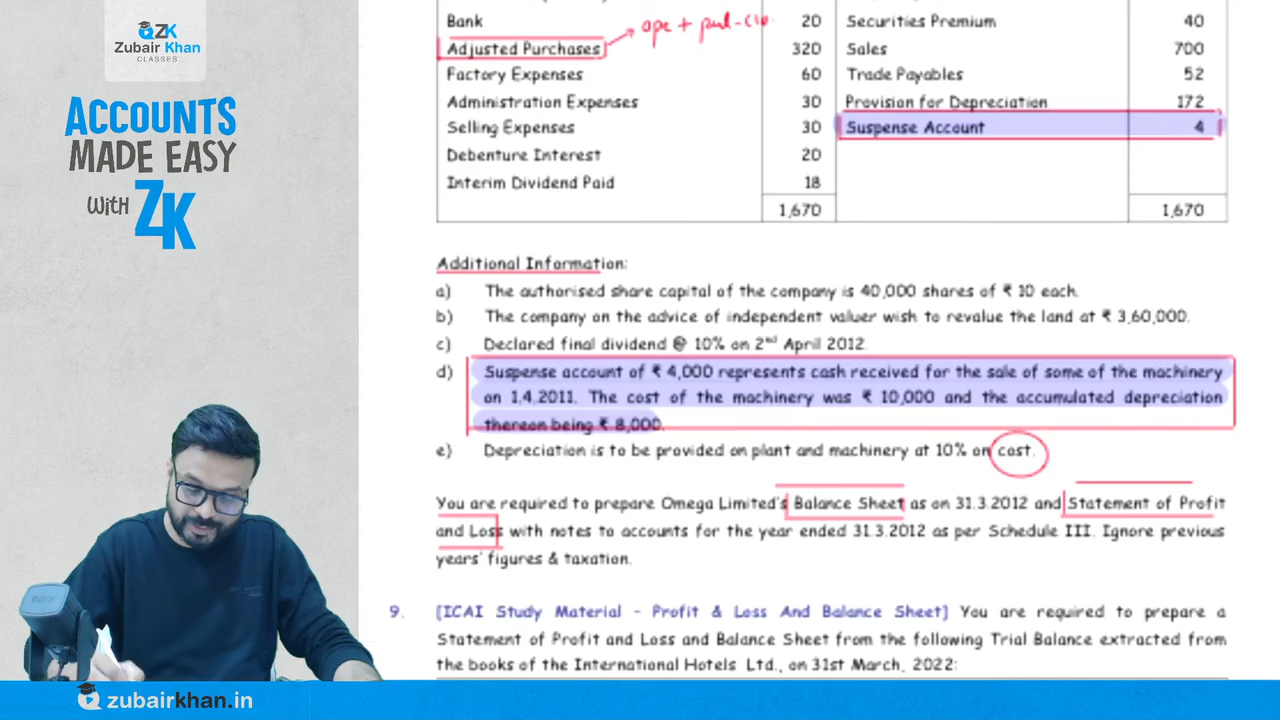 ZK
Zubair Khan
CLASSES
ACCOUNTS
MADE EASY
WITH ZK
Bank 20 Securities Premium 40
ope + pul-clo.
Adjusted Purchases 320 Sales 700
Factory Expenses 60 Trade Payables 52
Administration Expenses 30 Provision for Depreciation 172
Selling Expenses 30 Suspense Account 4
Debenture Interest 20
Interim Dividend Paid 18
1,670 1,670
Additional Information:
a) The authorised share capital of the company is 40,000 shares of ₹ 10 each.
b) The company on the advice of independent valuer wish to revalue the land at ₹ 3,60,000.
c) Declared final dividend @ 10% on 2nd April 2012.
d) Suspense account of ₹ 4,000 represents cash received for the sale of some of the machinery
on 1.4.2011. The cost of the machinery was ₹ 10,000 and the accumulated depreciation
thereon being ₹ 8,000.
e) Depreciation is to be provided on plant and machinery at 10% on cost.
You are required to prepare Omega Limited's Balance Sheet as on 31.3.2012 and Statement of Profit
and Loss with notes to accounts for the year ended 31.3.2012 as per Schedule III. Ignore previous
years' figures & taxation.
9. [ICAI Study Material - Profit & Loss And Balance Sheet] You are required to prepare a
Statement of Profit and Loss and Balance Sheet from the following Trial Balance extracted from
the books of the International Hotels Ltd., on 31st March, 2022:
zubairkhan.in